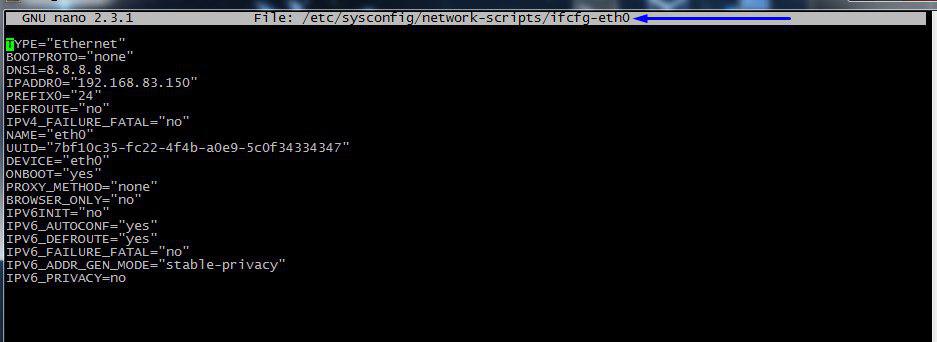 GNU nano 2.3.1 File: /etc/sysconfig/network-scripts/ifcfg-eth0
TYPE="Ethernet"
BOOTPROTO="none"
DNS1=8.8.8.8
IPADDR0="192.168.83.150"
PREFIX0="24"
DEFROUTE="no"
IPV4_FAILURE_FATAL="no"
NAME="eth0"
UUID="7bf10c35-fc22-4f4b-a0e9-5c0f34334347"
DEVICE="eth0"
ONBOOT="yes"
PROXY_METHOD="none"
BROWSER_ONLY="no"
IPV6INIT="no"
IPV6_AUTOCONF="yes"
IPV6_DEFROUTE="yes"
IPV6_FAILURE_FATAL="no"
IPV6_ADDR_GEN_MODE="stable-privacy"
IPV6_PRIVACY=no